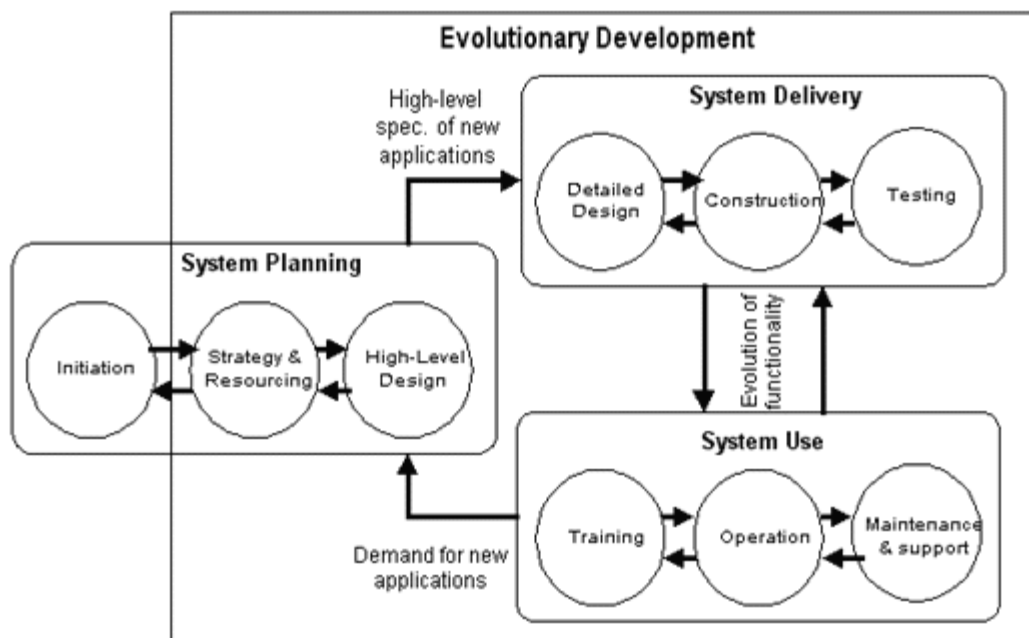 Evolutionary Development
High-level
spec. of new
applications
System Delivery
Detailed
Design
Construction
Testing
System Planning
Initiation
Strategy &
Resourcing
High-Level
Design
Evolution of
functionality
System Use
Training
Operation
Maintenance
& support
Demand for new
applications